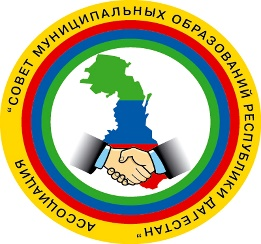 АССОЦИАЦИЯ
"СОВЕТ МУНИЦИПАЛЬНЫХ ОБРАЗОВАНИЙ РЕСПУБЛИКИ ДАГЕСТАН"